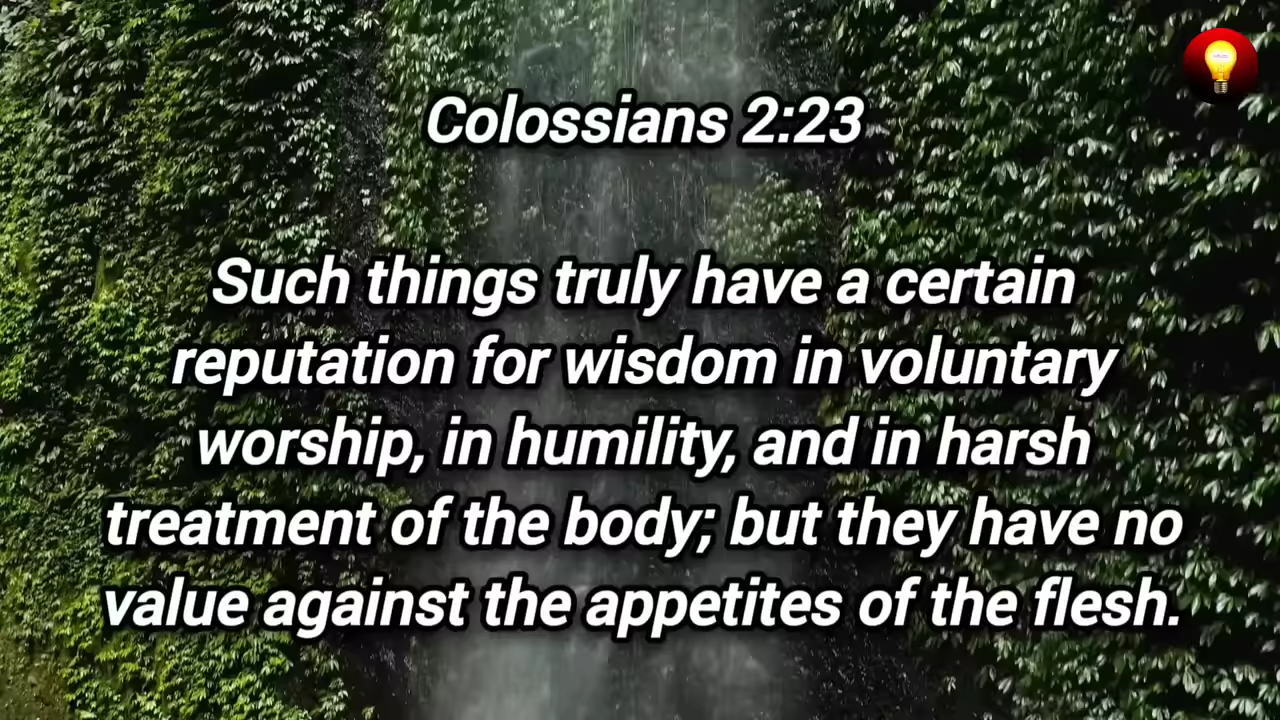 Colossians 2:23
Such things truly have a certain
reputation for wisdom in voluntary
worship, in humility, and in harsh
treatment of the body; but they have no
value against the appetites of the flesh.